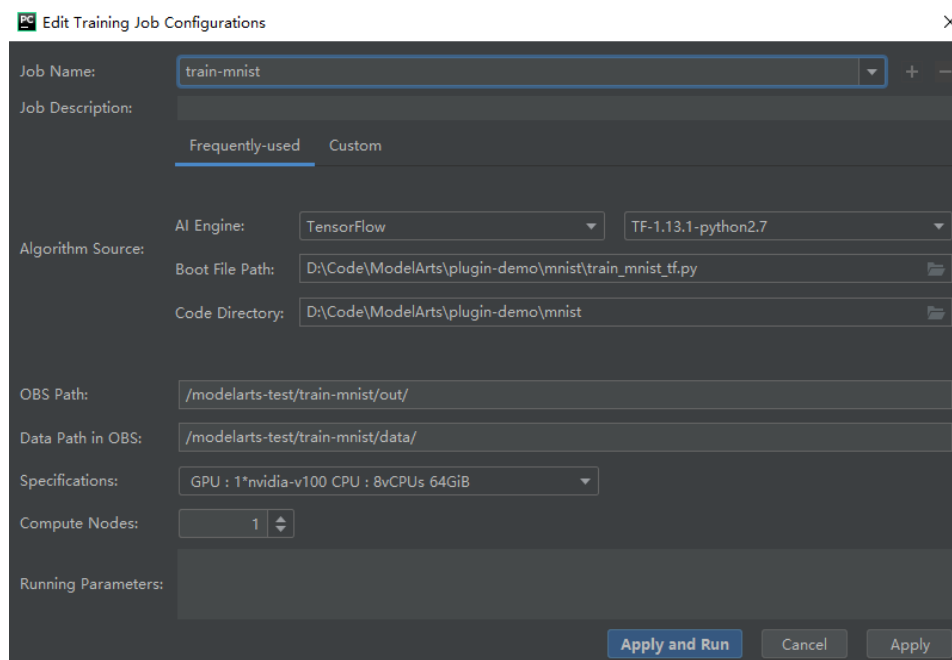 PC Edit Training Job Configurations
Job Name: train-mnist
Job Description:
Frequently-used Custom
Algorithm Source:
AI Engine: TensorFlow TF-1.13.1-python2.7
Boot File Path: D:\Code\ModelArts\plugin-demo\mnist\train_mnist_tf.py
Code Directory: D:\Code\ModelArts\plugin-demo\mnist
OBS Path: /modelarts-test/train-mnist/out/
Data Path in OBS: /modelarts-test/train-mnist/data/
Specifications: GPU : 1*nvidia-v100 CPU : 8vCPUs 64GiB
Compute Nodes: 1
Running Parameters:
Apply and Run Cancel Apply